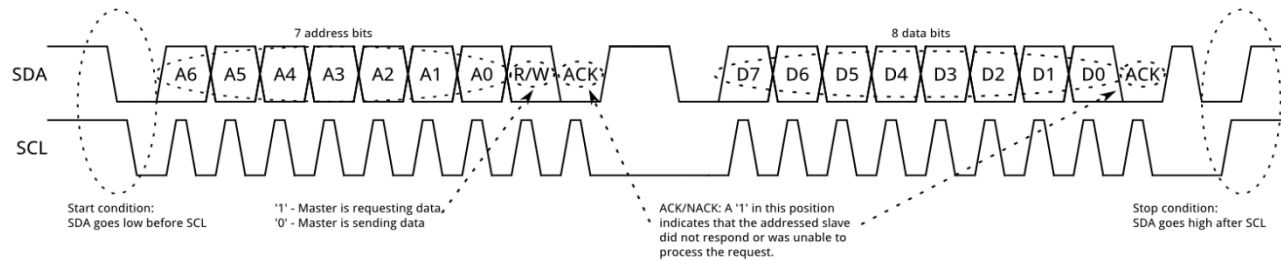 7 address bits
8 data bits
SDA
A6 A5 A4 A3 A2 A1 A0 R/W ACK
D7 D6 D5 D4 D3 D2 D1 D0 ACK
SCL
Start condition:
SDA goes low before SCL
'1' - Master is requesting data,
'0' - Master is sending data
ACK/NACK: A '1' in this position
indicates that the addressed slave
did not respond or was unable to
process the request.
Stop condition:
SDA goes high after SCL